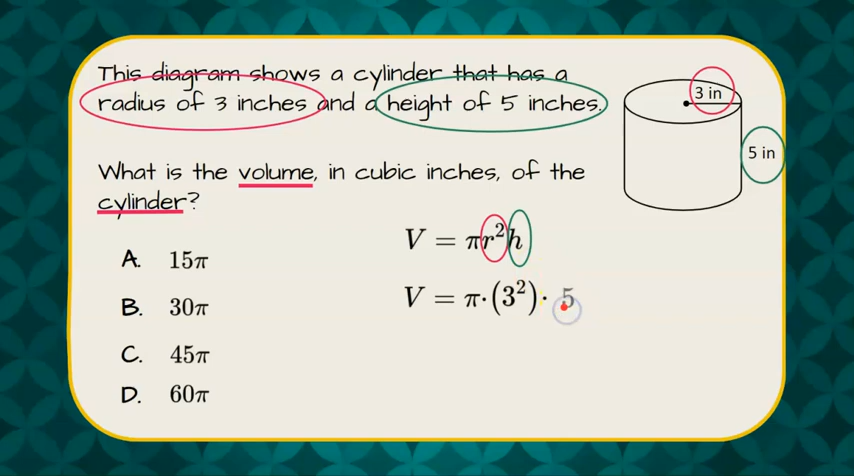 This diagram shows a cylinder that has a
radius of 3 inches and a height of 5 inches.
3 in
5 in
What is the volume, in cubic inches, of the
cylinder?
V = πr²h
V = π·(3²)· 5
A. 15π
B. 30π
C. 45π
D. 60π